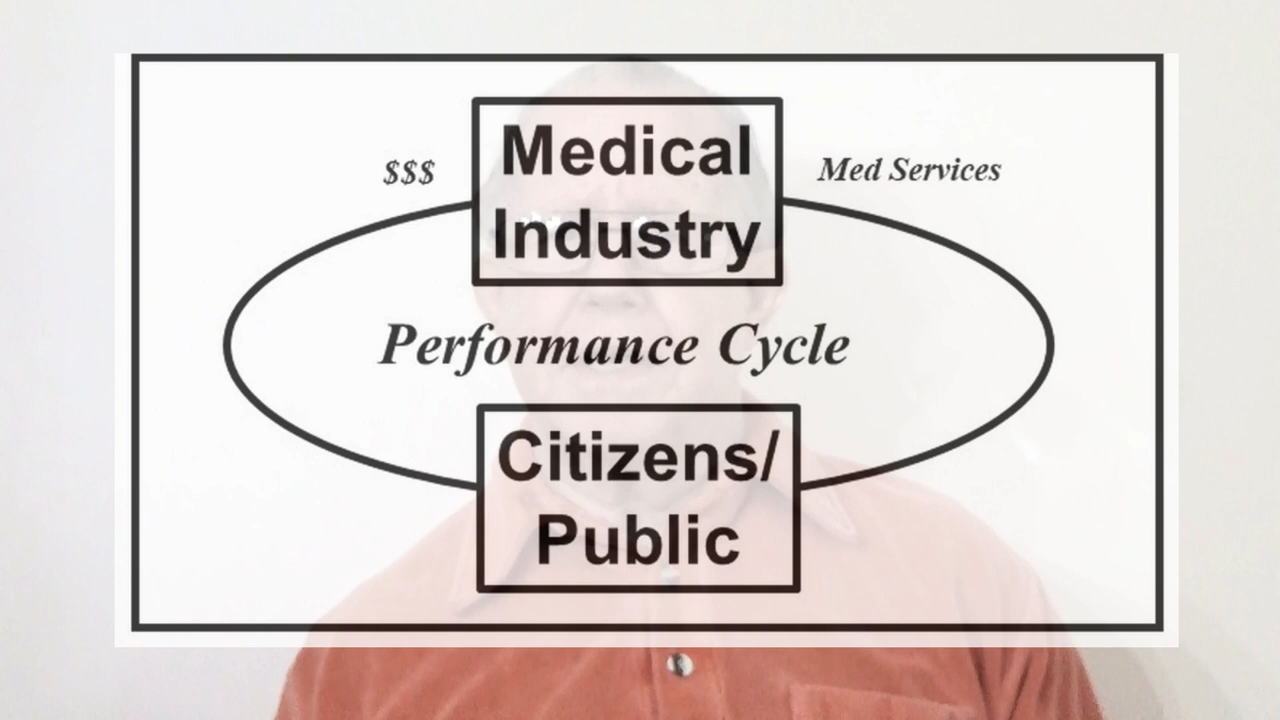 Medical
Industry
$$$
Med Services
Performance Cycle
Citizens/
Public